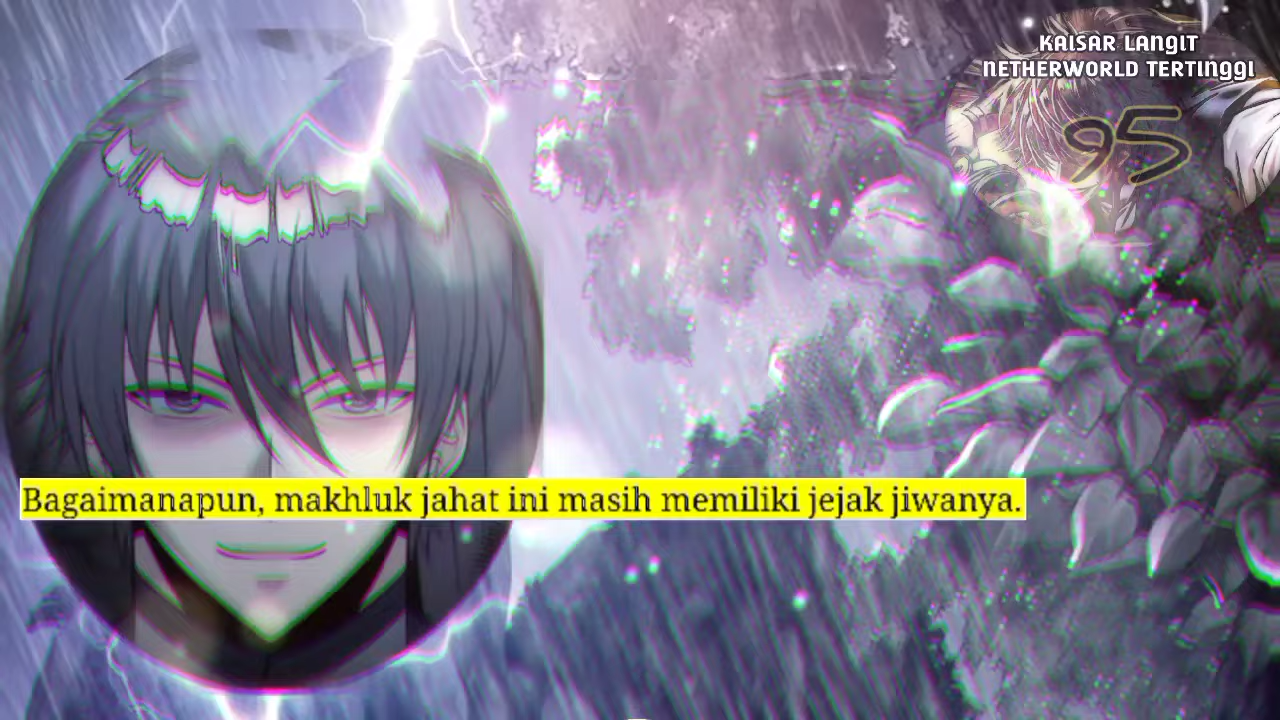 KAISAR LANGIT
NETHERWORLD TERTINGGI
95
Bagaimanapun, makhluk jahat ini masih memiliki jejak jiwanya.